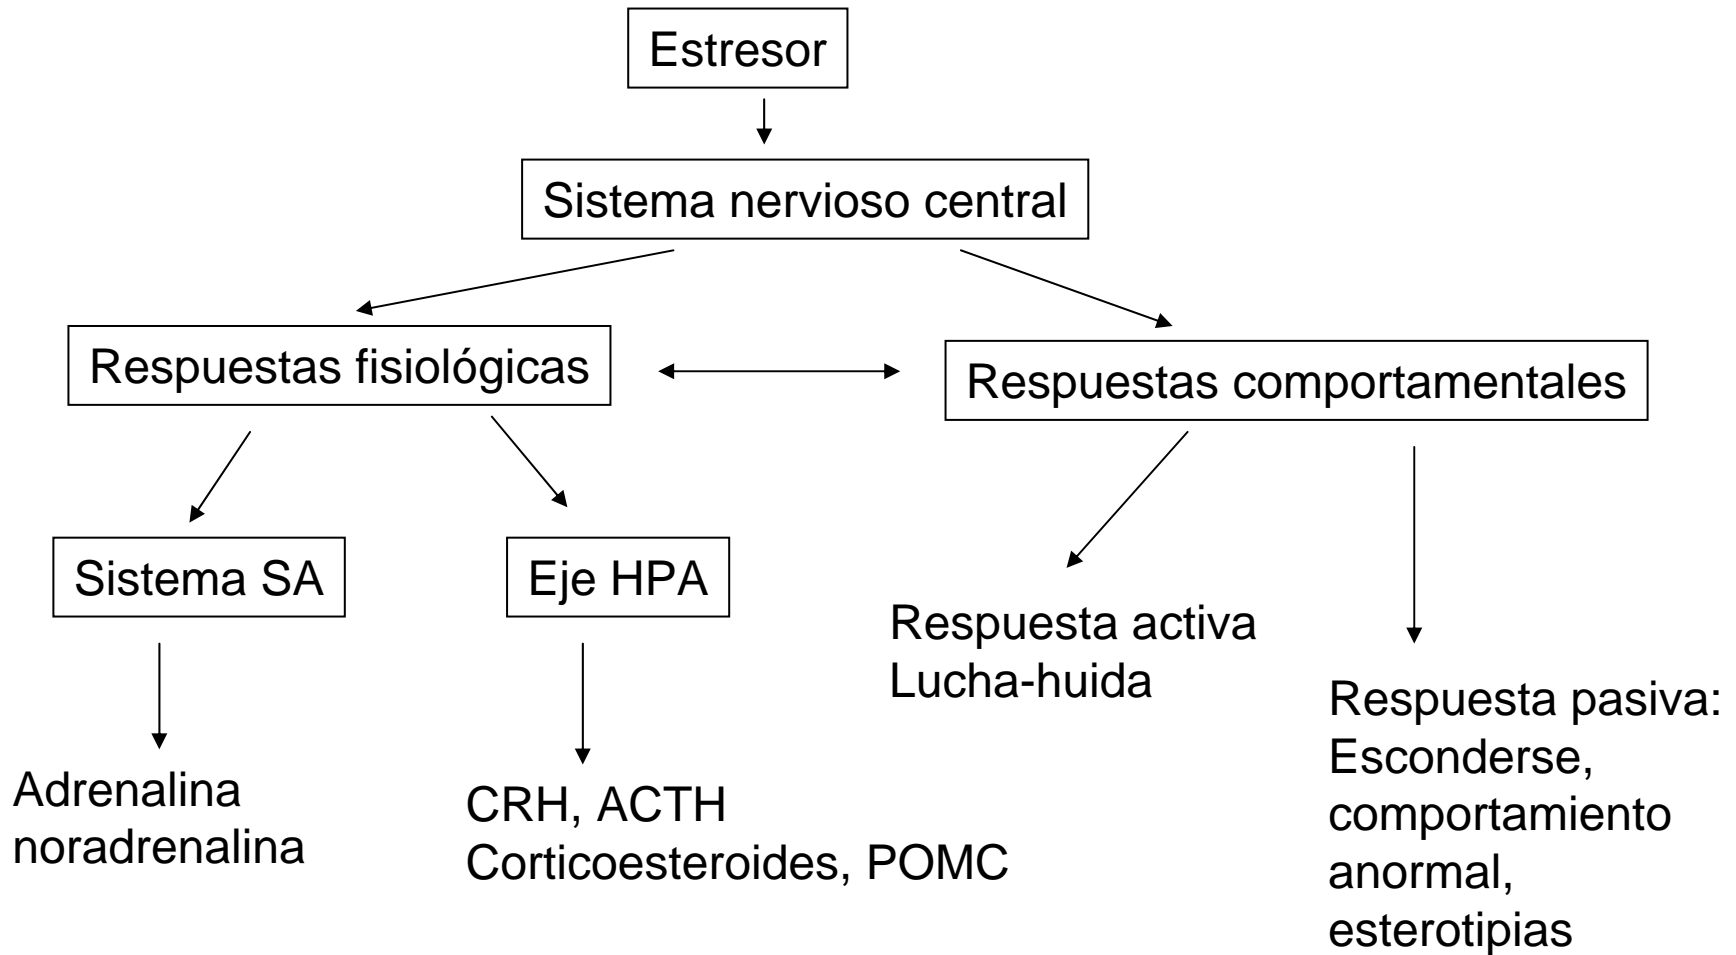 Estresor
Sistema nervioso central
Respuestas fisiológicas
Respuestas comportamentales
Sistema SA
Eje HPA
Respuesta activa
Lucha-huida
Respuesta pasiva:
Esconderse,
comportamiento
anormal,
esterotipias
Adrenalina
noradrenalina
CRH, ACTH
Corticoesteroides, POMC